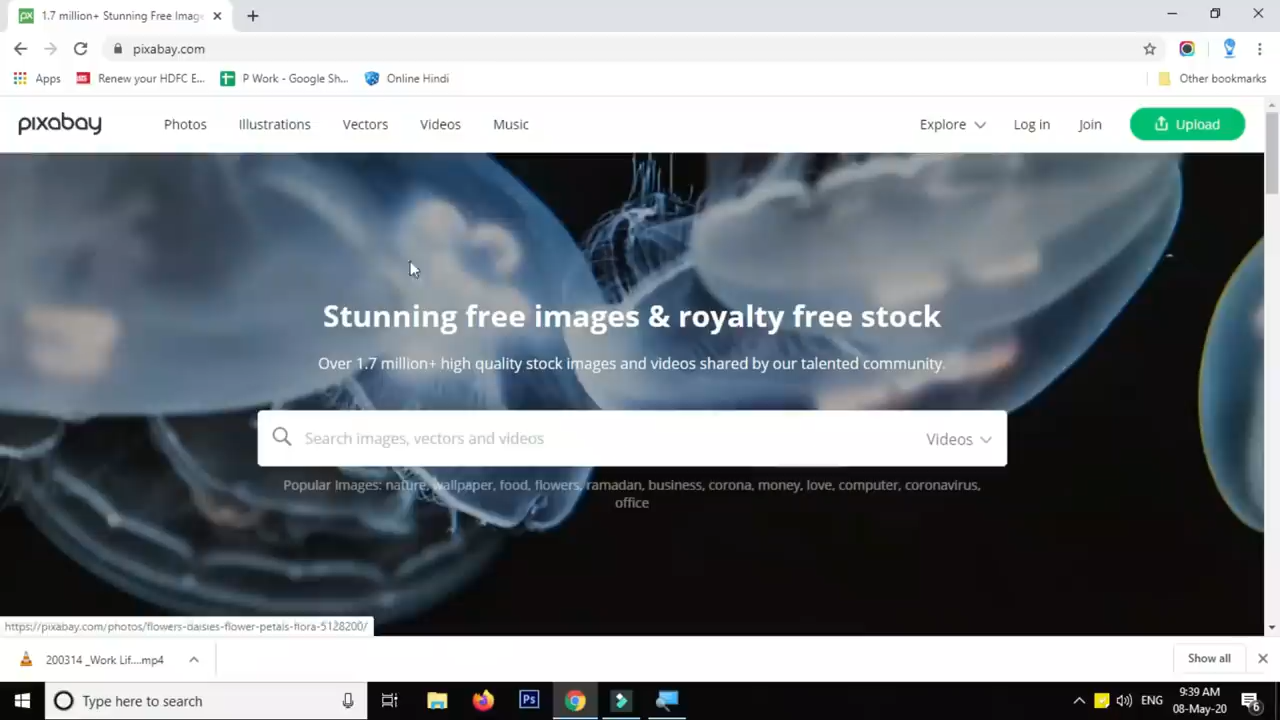 1.7 million+ Stunning Free Imag
pixabay.com
Apps
Renew your HDFC E...
P Work - Google Sh...
Online Hindi
Other bookmarks
pixabay
Photos
Illustrations
Vectors
Videos
Music
Explore
Log in
Join
Upload
Stunning free images & royalty free stock
Over 1.7 million+ high quality stock images and videos shared by our talented community.
Search images, vectors and videos
Videos
Popular Images: nature, wallpaper, food, flowers, ramadan, business, corona, money, love, computer, coronavirus,
office
https://pixabay.com/photos/flowers-daisies-flower-petals-flora-5128200/
200314 _Work Lif....mp4
Show all
Type here to search
Ps
ENG
9:39 AM
08-May-20
6